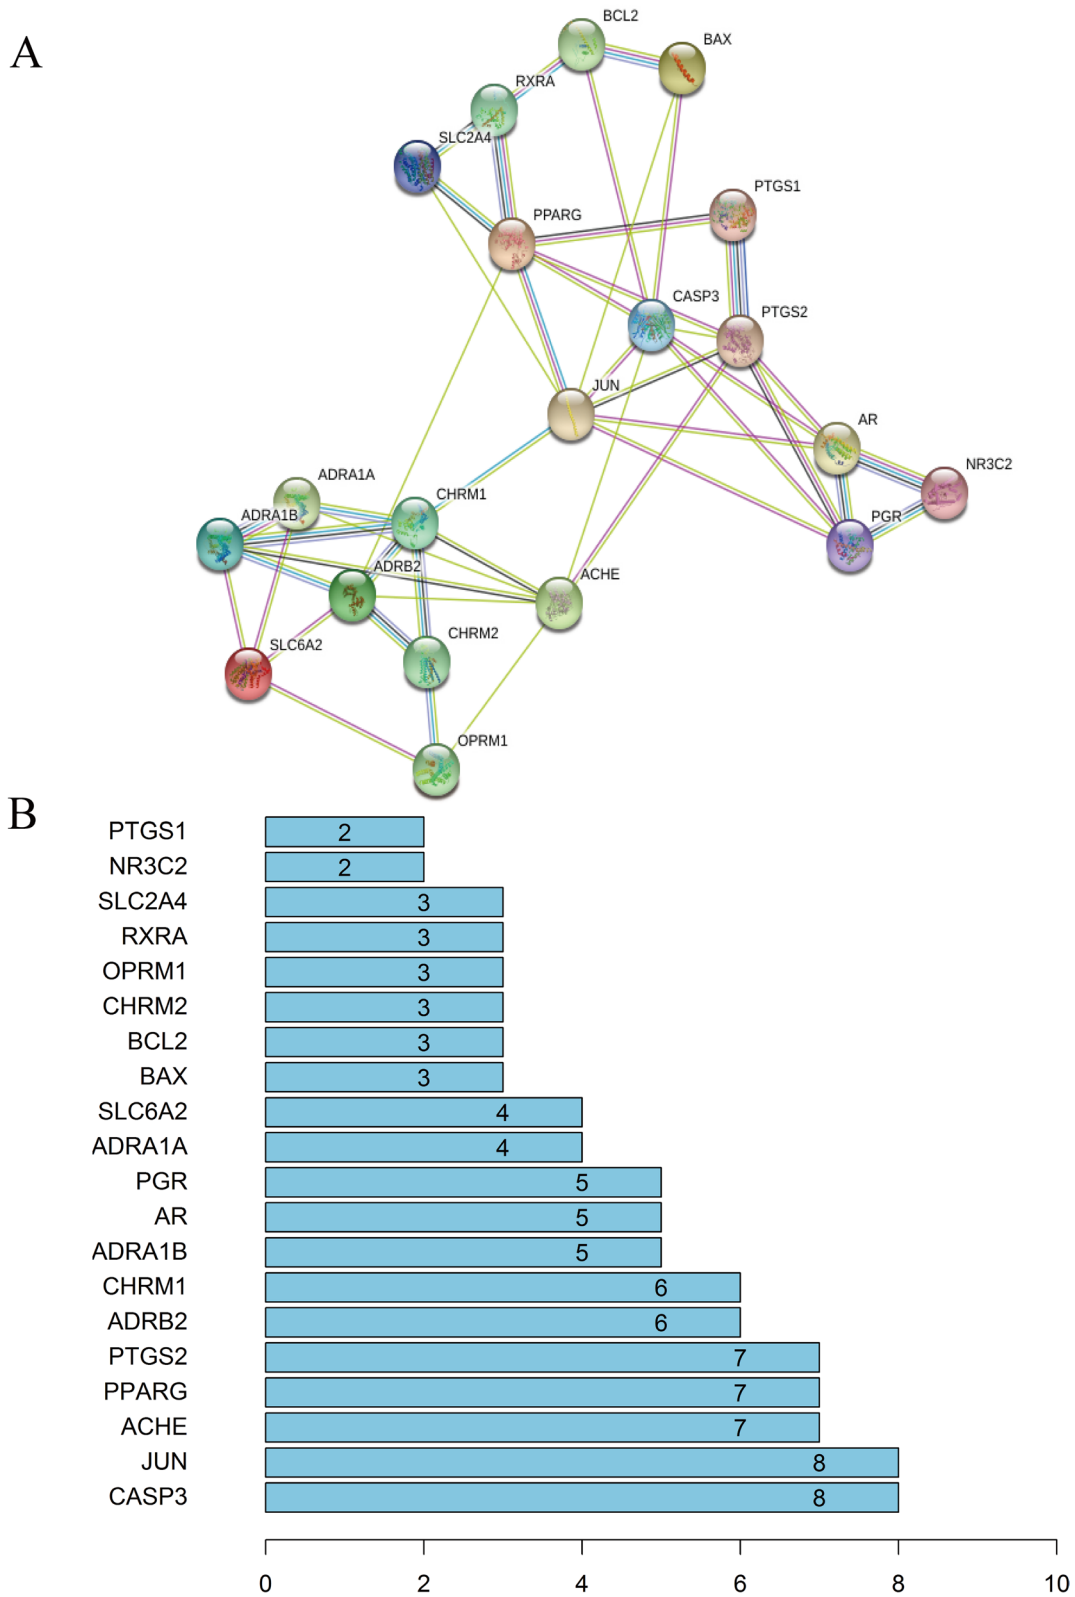 A
BCL2
BAX
RXRA
SLC2A4
PTGS1
PPARG
CASP3
PTGS2
JUN
AR
NR3C2
ADRA1A
CHRM1
ADRA1B
PGR
ADRB2
ACHE
CHRM2
SLC6A2
OPRM1
B
PTGS1 2
NR3C2 2
SLC2A4 3
RXRA 3
OPRM1 3
CHRM2 3
BCL2 3
BAX 3
SLC6A2 4
ADRA1A 4
PGR 5
AR 5
ADRA1B 5
CHRM1 6
ADRB2 6
PTGS2 7
PPARG 7
ACHE 7
JUN 8
CASP3 8
0 2 4 6 8 10